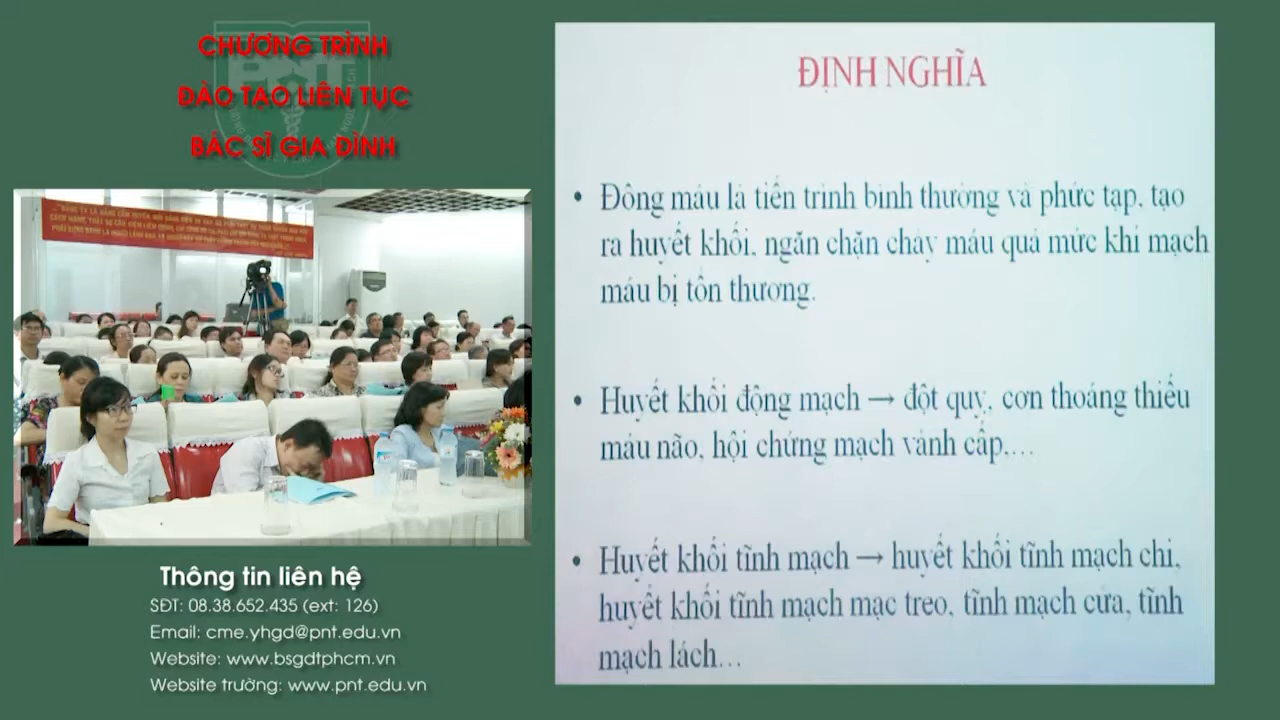 CHƯƠNG TRÌNH
ĐÀO TẠO LIÊN TỤC
BÁC SĨ GIA ĐÌNH
PNT
Thông tin liên hệ
SĐT: 08.38.652.435 (ext: 126)
Email: cme.yhgd@pnt.edu.vn
Website: www.bsgdtphcm.vn
Website trường: www.pnt.edu.vn
ĐỊNH NGHĨA
• Đông máu là tiến trình bình thường và phức tạp, tạo
ra huyết khối, ngăn chặn chảy máu quá mức khi mạch
máu bị tổn thương.
• Huyết khối động mạch → đột quỵ, cơn thoáng thiếu
máu não, hội chứng mạch vành cấp,…
• Huyết khối tĩnh mạch → huyết khối tĩnh mạch chi,
huyết khối tĩnh mạch mạc treo, tĩnh mạch cửa, tĩnh
mạch lách…